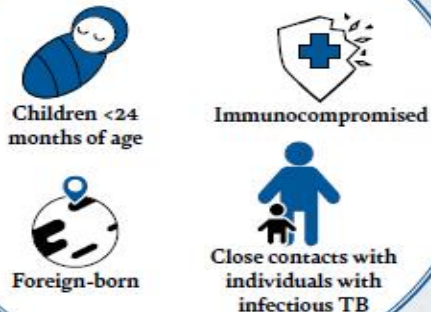 Children <24
months of age
Immunocompromised
Foreign-born
Close contacts with
individuals with
infectious TB